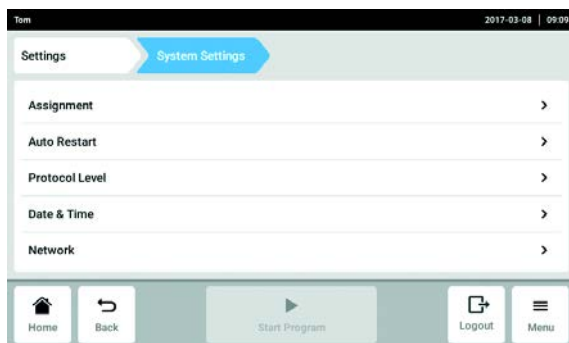 Tom 2017-03-08 | 09:09
Settings System Settings
Assignment
Auto Restart
Protocol Level
Date & Time
Network
Home Back Start Program Logout Menu